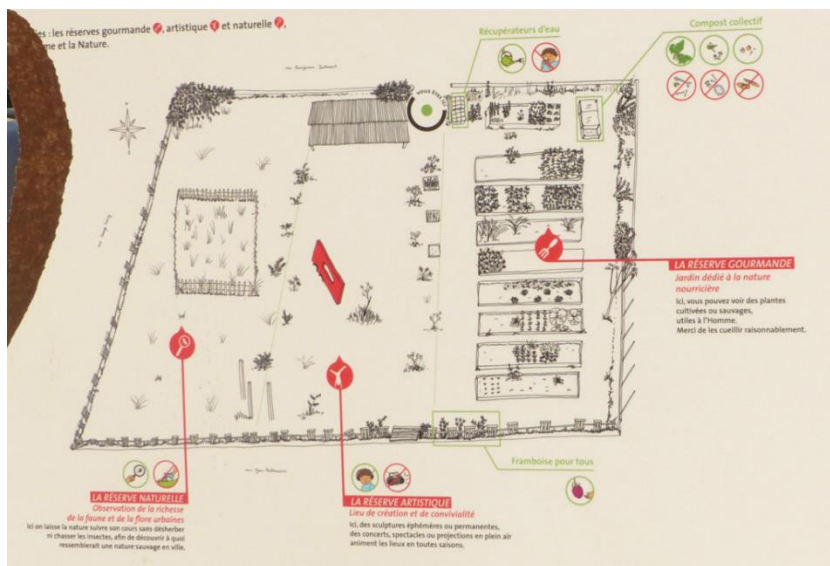 ies : les réserves gourmande , artistique et naturelle ,
me et la Nature.
Récupérateurs d'eau
Compost collectif
VOUS ÊTES ICI
LA RÉSERVE GOURMANDE
Jardin dédié à la nature
nourricière
Ici, vous pouvez voir des plantes
cultivées ou sauvages,
utiles à l'Homme.
Merci de les cueillir raisonnablement.
Framboise pour tous
LA RÉSERVE NATURELLE
Observation de la richesse
de la faune et de la flore urbaines
Ici on laisse la nature suivre son cours sans désherber
ni chasser les insectes, afin de découvrir à quoi
ressemblerait une nature sauvage en ville.
LA RÉSERVE ARTISTIQUE
Lieu de création et de convivialité
Ici, des sculptures éphémères ou permanentes,
des concerts, spectacles ou projections en plein air
animent les lieux en toutes saisons.